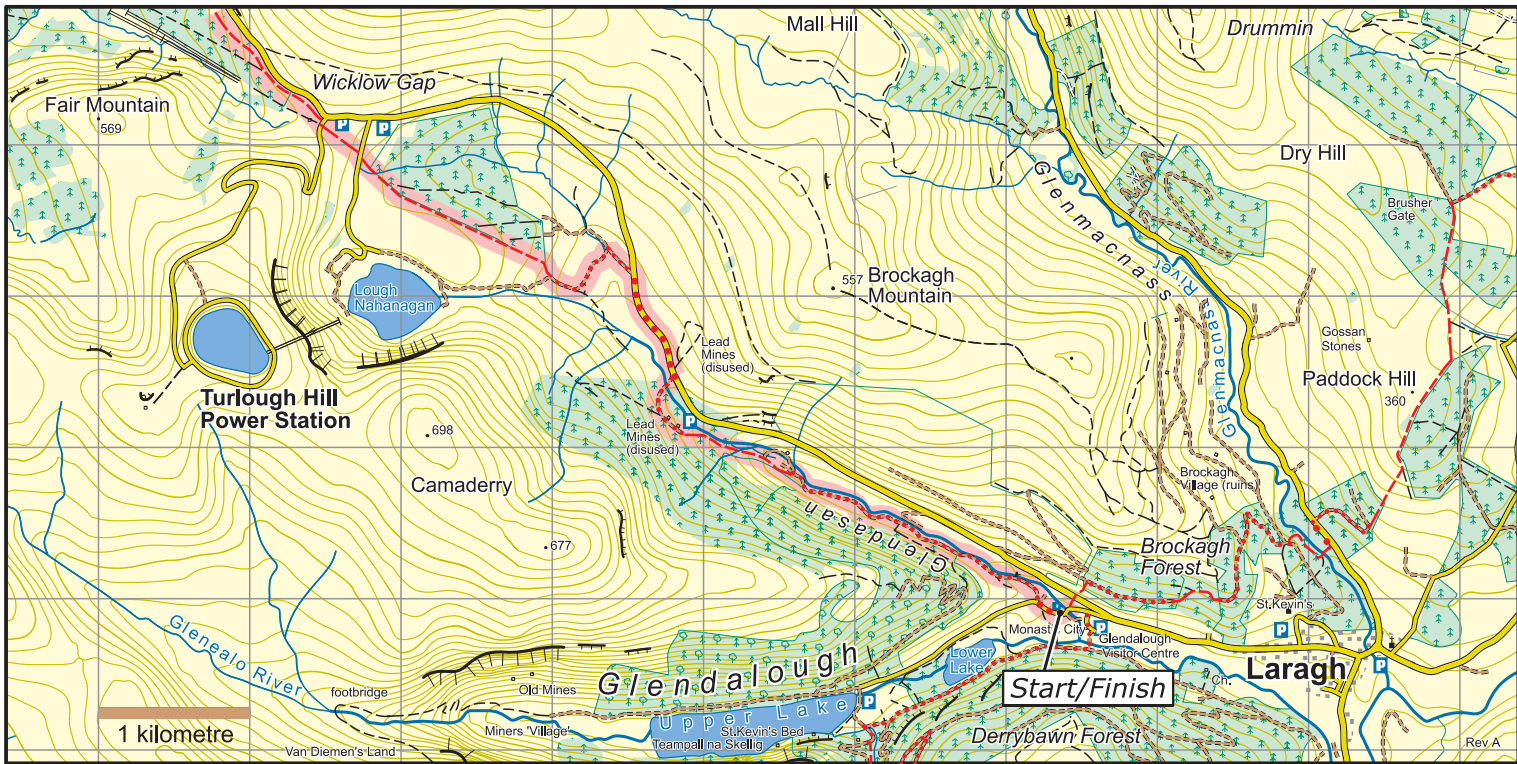 Mall Hill
Drummin
Wicklow Gap
Fair Mountain
569
P
P
Dry Hill
Glenmacnass
Brusher
Gate
River
557
Brockagh
Mountain
Lough
Nahanagan
Glenmacnass River
Gossan
Stones
Lead
Mines
(disused)
Paddock Hill
360
Turlough Hill
Power Station
698
P
Lead
Mines
(disused)
Camaderry
Brockagh
Village (ruins)
Glendasan
677
Brockagh
Forest
St.Kevin's
Glenealo River
Monast
City
P
Glendalough
Visitor Centre
P
Lower
Lake
Laragh
P
Glendalough
Start/Finish
Ch.
footbridge
Old Mines
P
1 kilometre
Upper Lake
Miners 'Village'
St.Kevin's Bed
Teampall na Skellig
Derrybawn Forest
Van Diemen's Land
Rev A